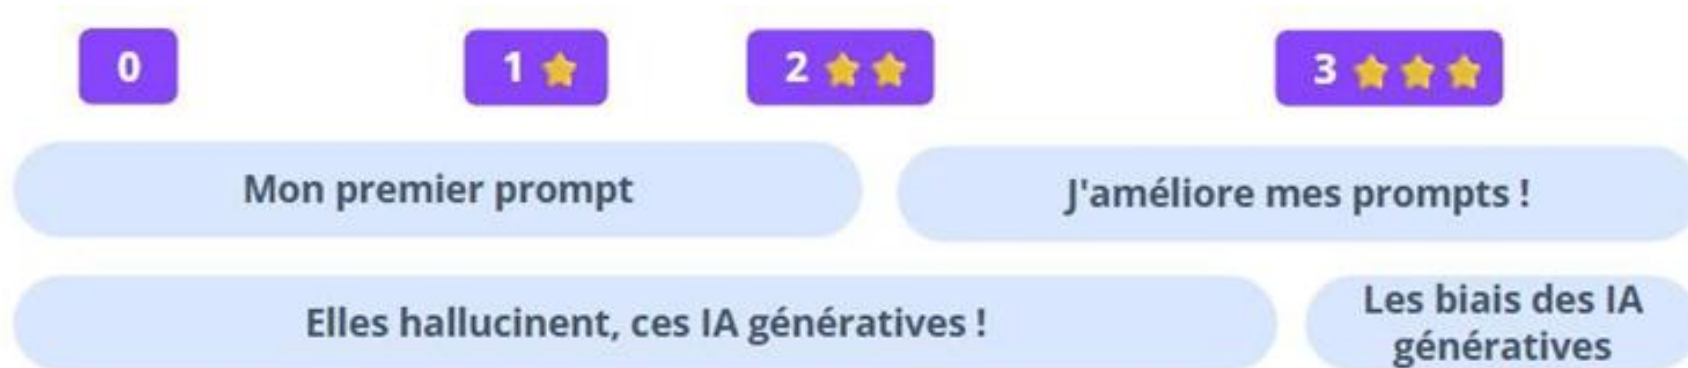 0
1
2
3
Mon premier prompt
J'améliore mes prompts !
Elles hallucinent, ces IA génératives !
Les biais des IA
génératives